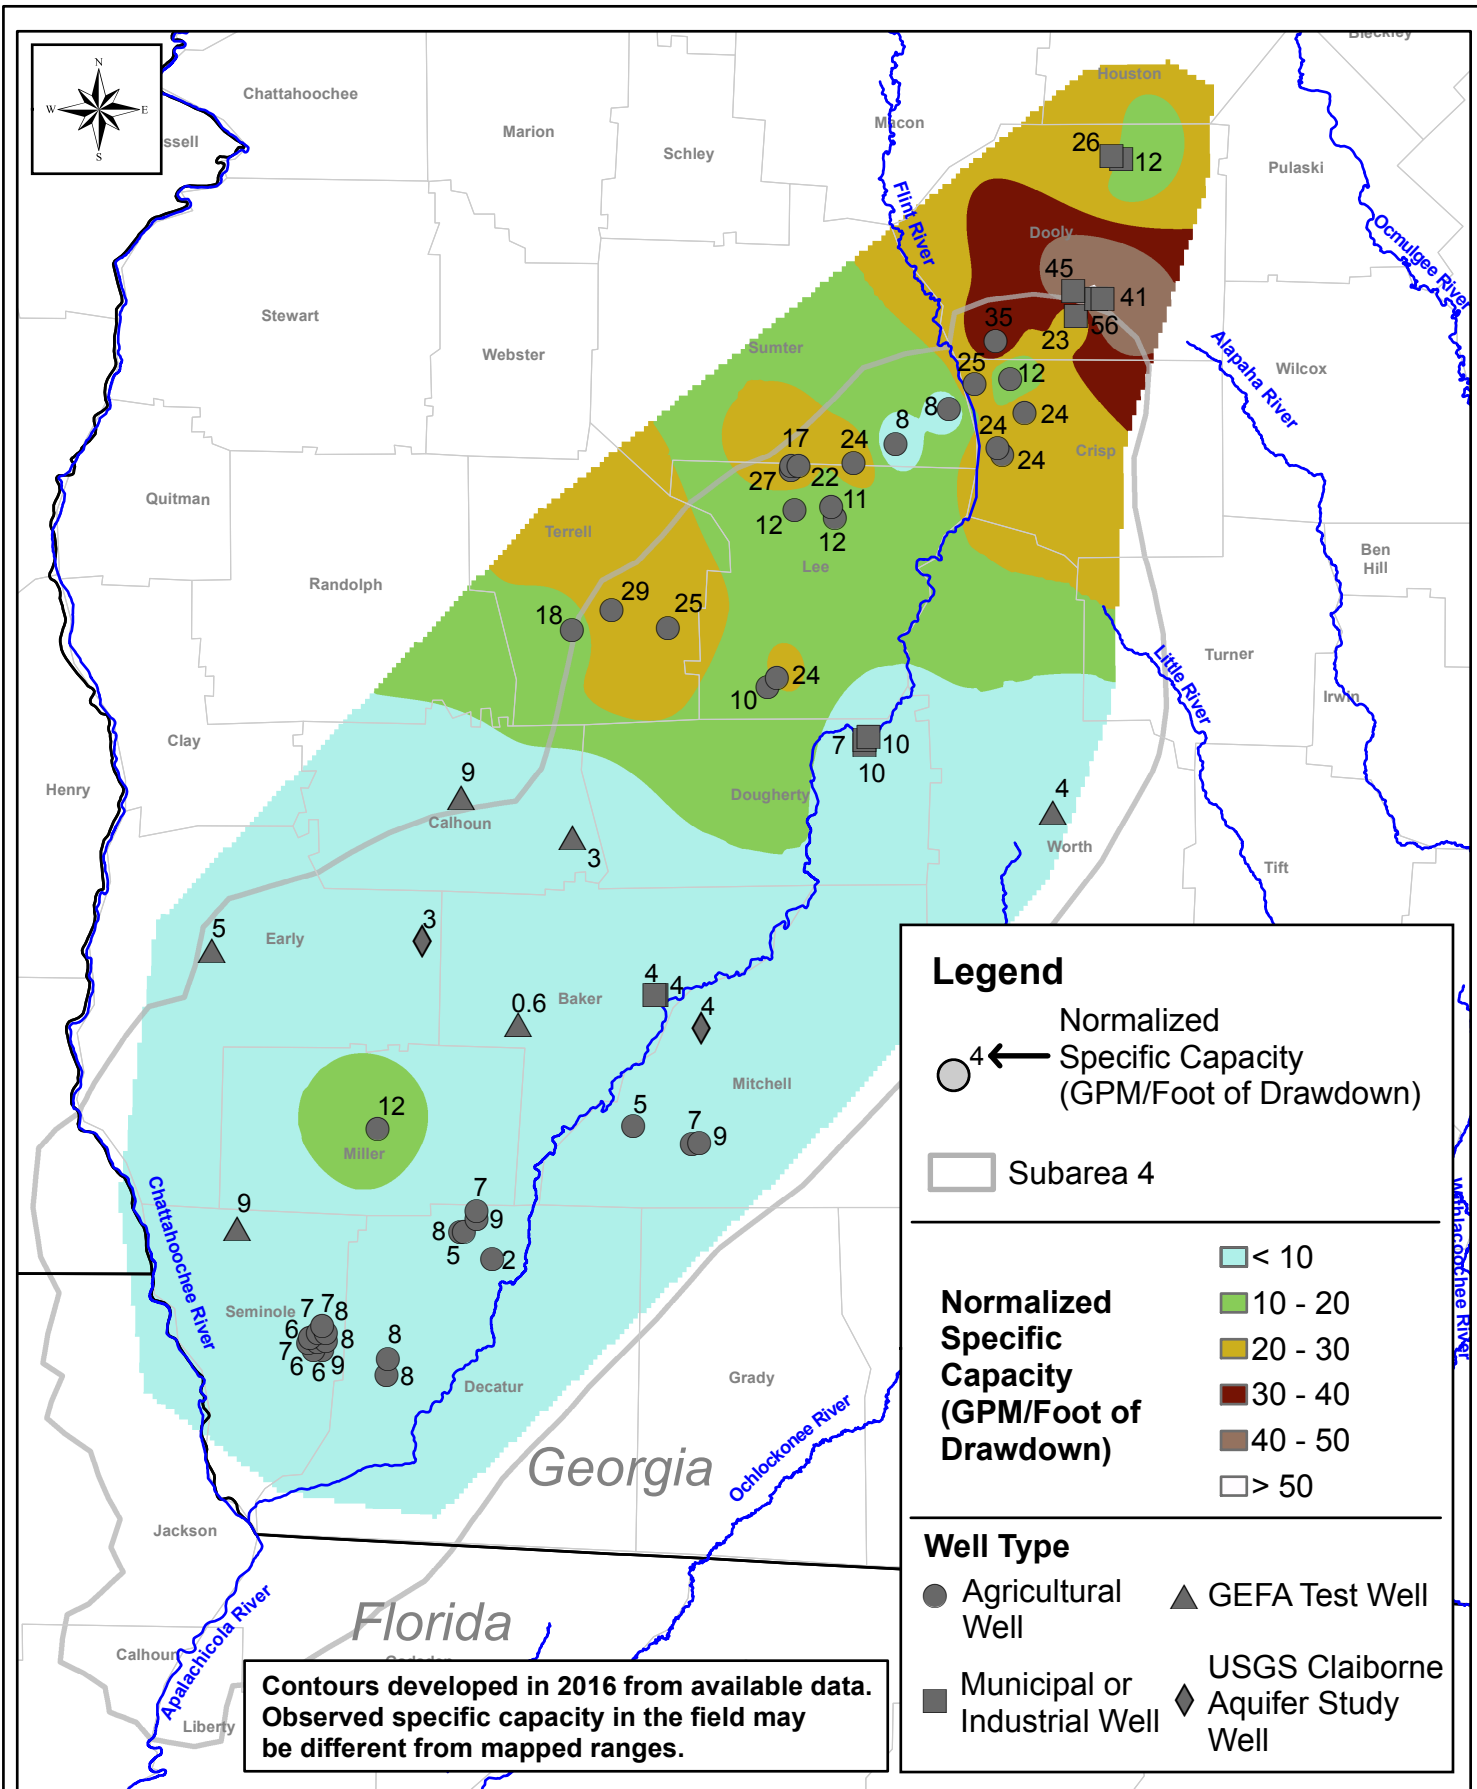 Bleckley
N
W E
S
Chattahoochee
Houston
Macon
Marion
Schley
ssell
Pulaski
26
12
Flint River
Dooly
Ocmulgee River
45
41
56
23
35
Stewart
Webster
Sumter
Alapaha River
Wilcox
25
12
24
8
8
24
24
Crisp
17
24
27
22
11
12
12
Quitman
Terrell
Lee
Ben
Hill
Randolph
29
25
18
Turner
Little River
Irwin
24
10
Clay
7
10
10
Henry
Dougherty
9
Calhoun
3
4
Worth
Tift
5
Early
3
0.6
Baker
4
4
4
Mitchell
12
Miller
5
7
9
9
7
9
8
5
2
Chattahoochee River
Seminole
7
7
8
6
8
7
6
6
9
8
8
Decatur
Grady
Georgia
Ochlockonee River
Withlacoochee River
Jackson
Florida
Calhoun
Apalachicola River
Liberty
Legend
4
Normalized
Specific Capacity
(GPM/Foot of Drawdown)
Subarea 4
Normalized
Specific
Capacity
(GPM/Foot of
Drawdown)
< 10
10 - 20
20 - 30
30 - 40
40 - 50
> 50
Well Type
Agricultural
Well
GEFA Test Well
Municipal or
Industrial Well
USGS Claiborne
Aquifer Study
Well
Contours developed in 2016 from available data.
Observed specific capacity in the field may
be different from mapped ranges.